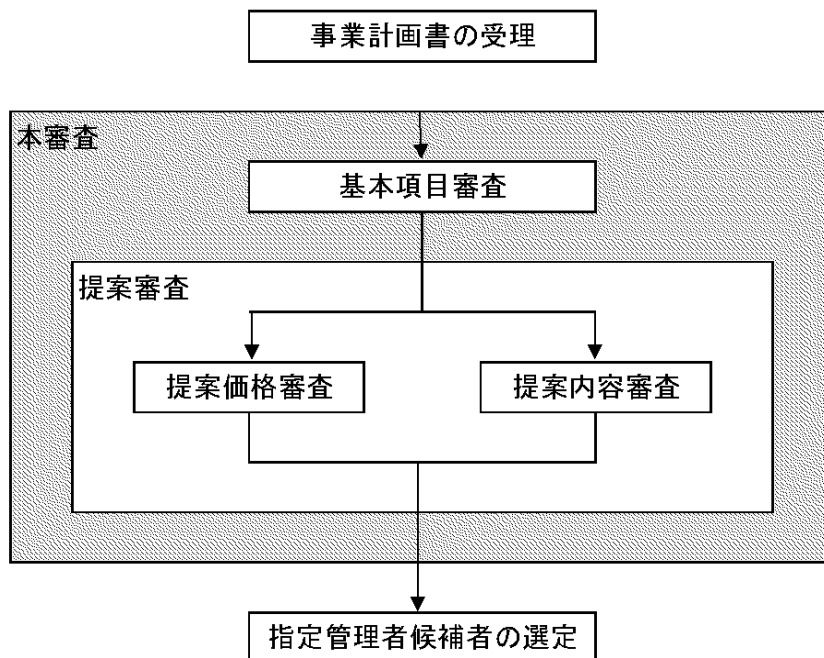 事業計画書の受理
本審査
基本項目審査
提案審査
提案価格審査
提案内容審査
指定管理者候補者の選定